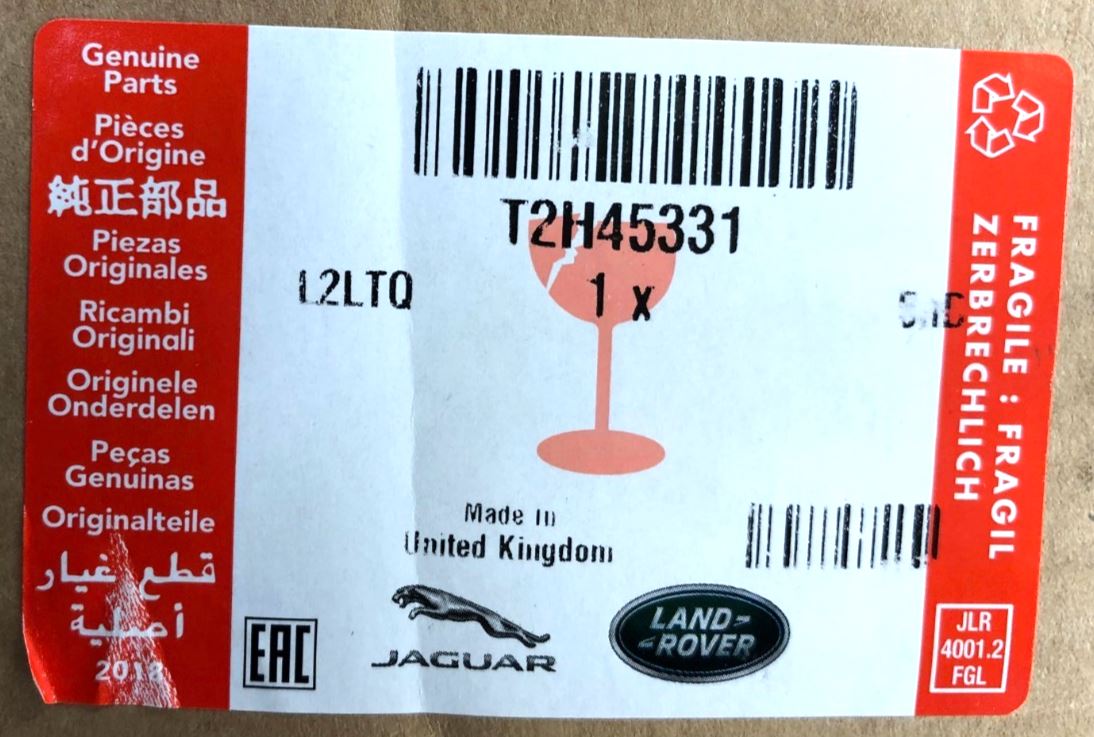 Genuine
Parts
Pièces
d'Origine
純正部品
Piezas
Originales
Ricambi
Originali
Originele
Onderdelen
Peças
Genuinas
Originalteile
قطع غيار
أصلية
2018
T2H45331
L2LTQ
1 x
Made in
United Kingdom
EAC
JAGUAR
LAND-
-ROVER
FRAGILE : FRAGIL
ZERBRECHLICH
JLR
4001.2
FGL